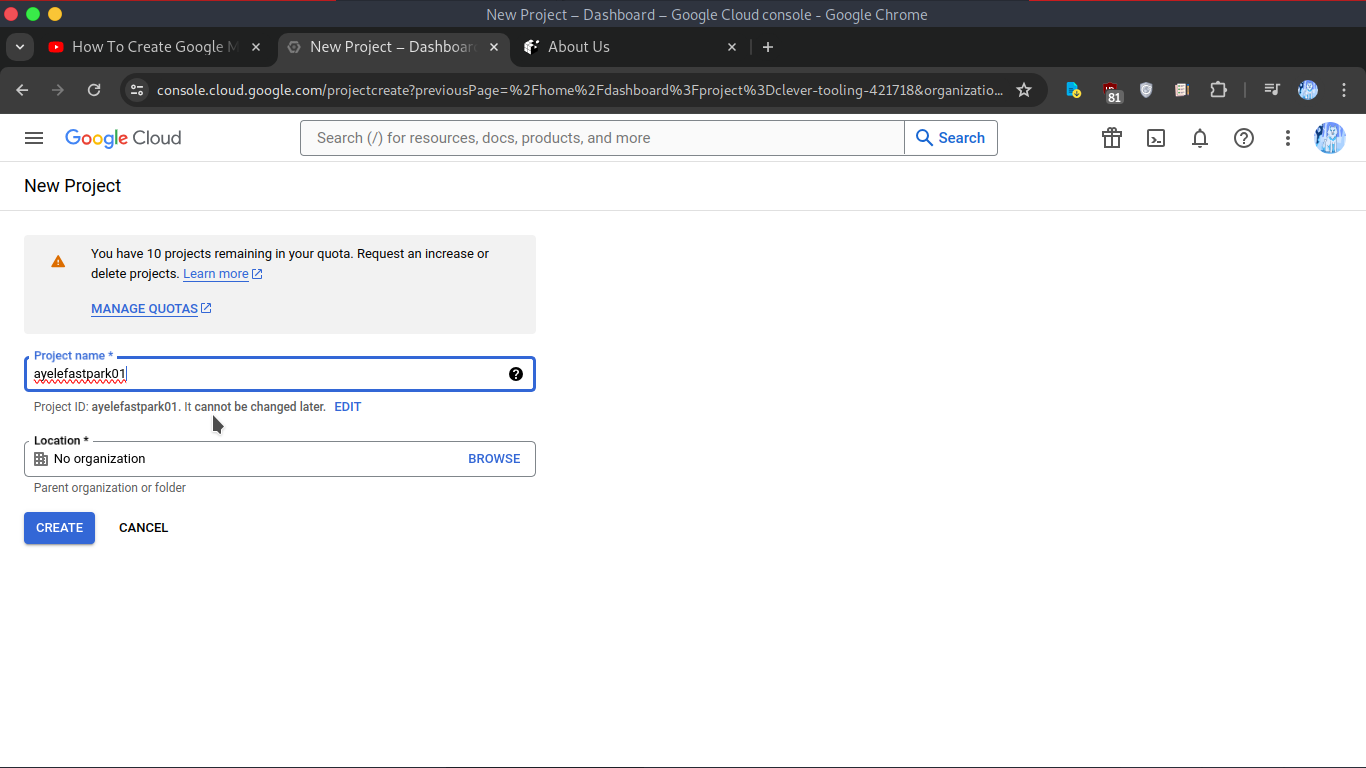 New Project – Dashboard – Google Cloud console - Google Chrome
How To Create Google M
New Project – Dashboar
About Us
console.cloud.google.com/projectcreate?previousPage=%2Fhome%2Fdashboard%3Fproject%3Dclever-tooling-421718&organizatio...
81
Google Cloud
Search (/) for resources, docs, products, and more
Search
New Project
You have 10 projects remaining in your quota. Request an increase or
delete projects. Learn more
MANAGE QUOTAS
Project name *
ayelefastpark01
Project ID: ayelefastpark01. It cannot be changed later. EDIT
Location *
No organization
BROWSE
Parent organization or folder
CREATE
CANCEL